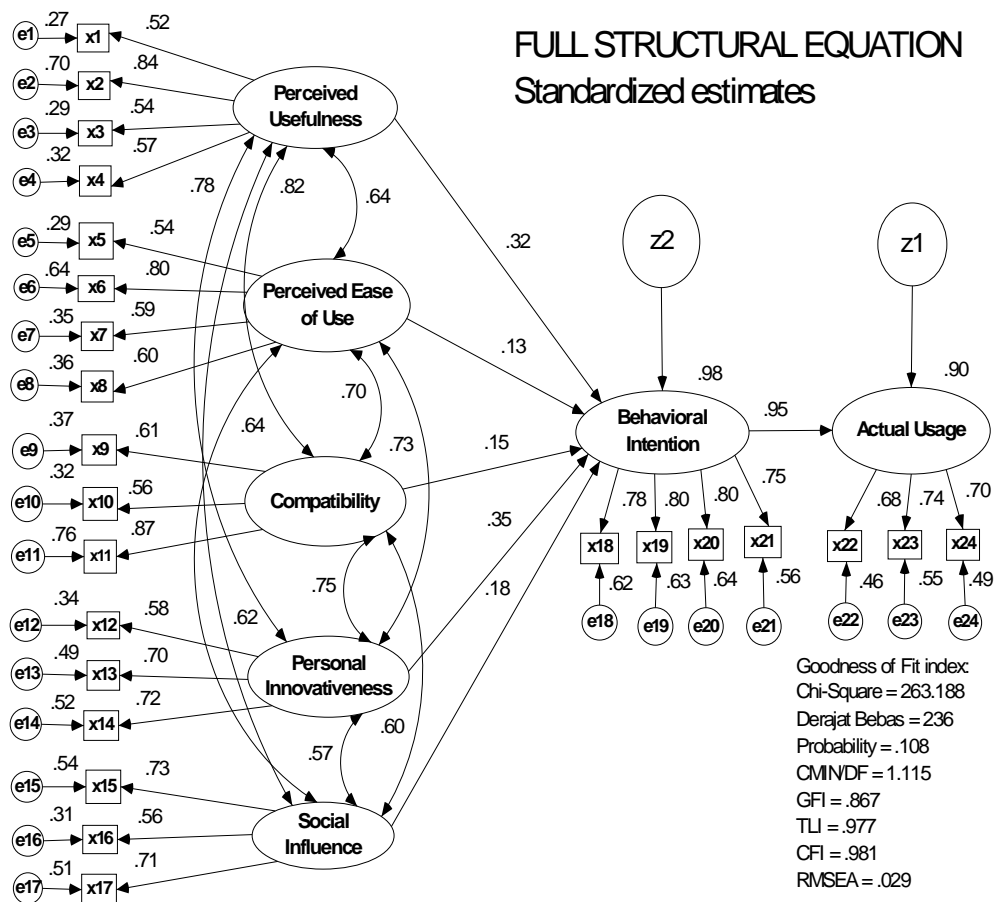 FULL STRUCTURAL EQUATION
Standardized estimates
.27
e1
x1
.52
.70
e2
x2
.84
.29
e3
x3
.54
.32
e4
x4
.57
Perceived
Usefulness
.78
.82
.64
.29
e5
x5
.54
.64
e6
x6
.80
.35
e7
x7
.59
.36
e8
x8
.60
Perceived Ease
of Use
.32
.13
z2
z1
.70
.64
.73
.37
e9
x9
.61
.32
e10
x10
.56
.76
e11
x11
.87
Compatibility
.15
.35
.18
.98
Behavioral
Intention
.95
.90
Actual Usage
.78
.80
.80
.75
x18
x19
x20
x21
.62
.63
.64
.56
e18
e19
e20
e21
.68
.74
.70
x22
x23
x24
.46
.55
.49
e22
e23
e24
.75
.62
.34
e12
x12
.58
.49
e13
x13
.70
.52
e14
x14
.72
Personal
Innovativeness
.60
.57
.54
e15
x15
.73
.31
e16
x16
.56
.51
e17
x17
.71
Social
Influence
Goodness of Fit index:
Chi-Square = 263.188
Derajat Bebas = 236
Probability = .108
CMIN/DF = 1.115
GFI = .867
TLI = .977
CFI = .981
RMSEA = .029